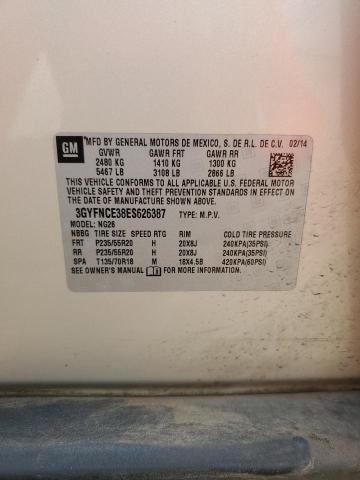 GM
MFD BY GENERAL MOTORS DE MEXICO, S. DE R.L. DE C.V. 02/14
GVWR GAWR FRT GAWR RR
2480 KG 1410 KG 1300 KG
5467 LB 3108 LB 2866 LB
THIS VEHICLE CONFORMS TO ALL APPLICABLE U.S. FEDERAL MOTOR
VEHICLE SAFETY AND THEFT PREVENTION STANDARDS IN EFFECT ON
THE DATE OF MANUFACTURE SHOWN ABOVE.
3GYFNCE38ES626387 TYPE: M.P.V.
MODEL: NG26
NBBG TIRE SIZE SPEED RTG RIM COLD TIRE PRESSURE
FRT P235/55R20 H 20X8J 240KPA(35PSI)
RR P235/55R20 H 20X8J 240KPA(35PSI)
SPA T135/70R18 M 18X4.5B 420KPA(60PSI)
SEE OWNER'S MANUAL FOR ADDITIONAL INFORMATION.